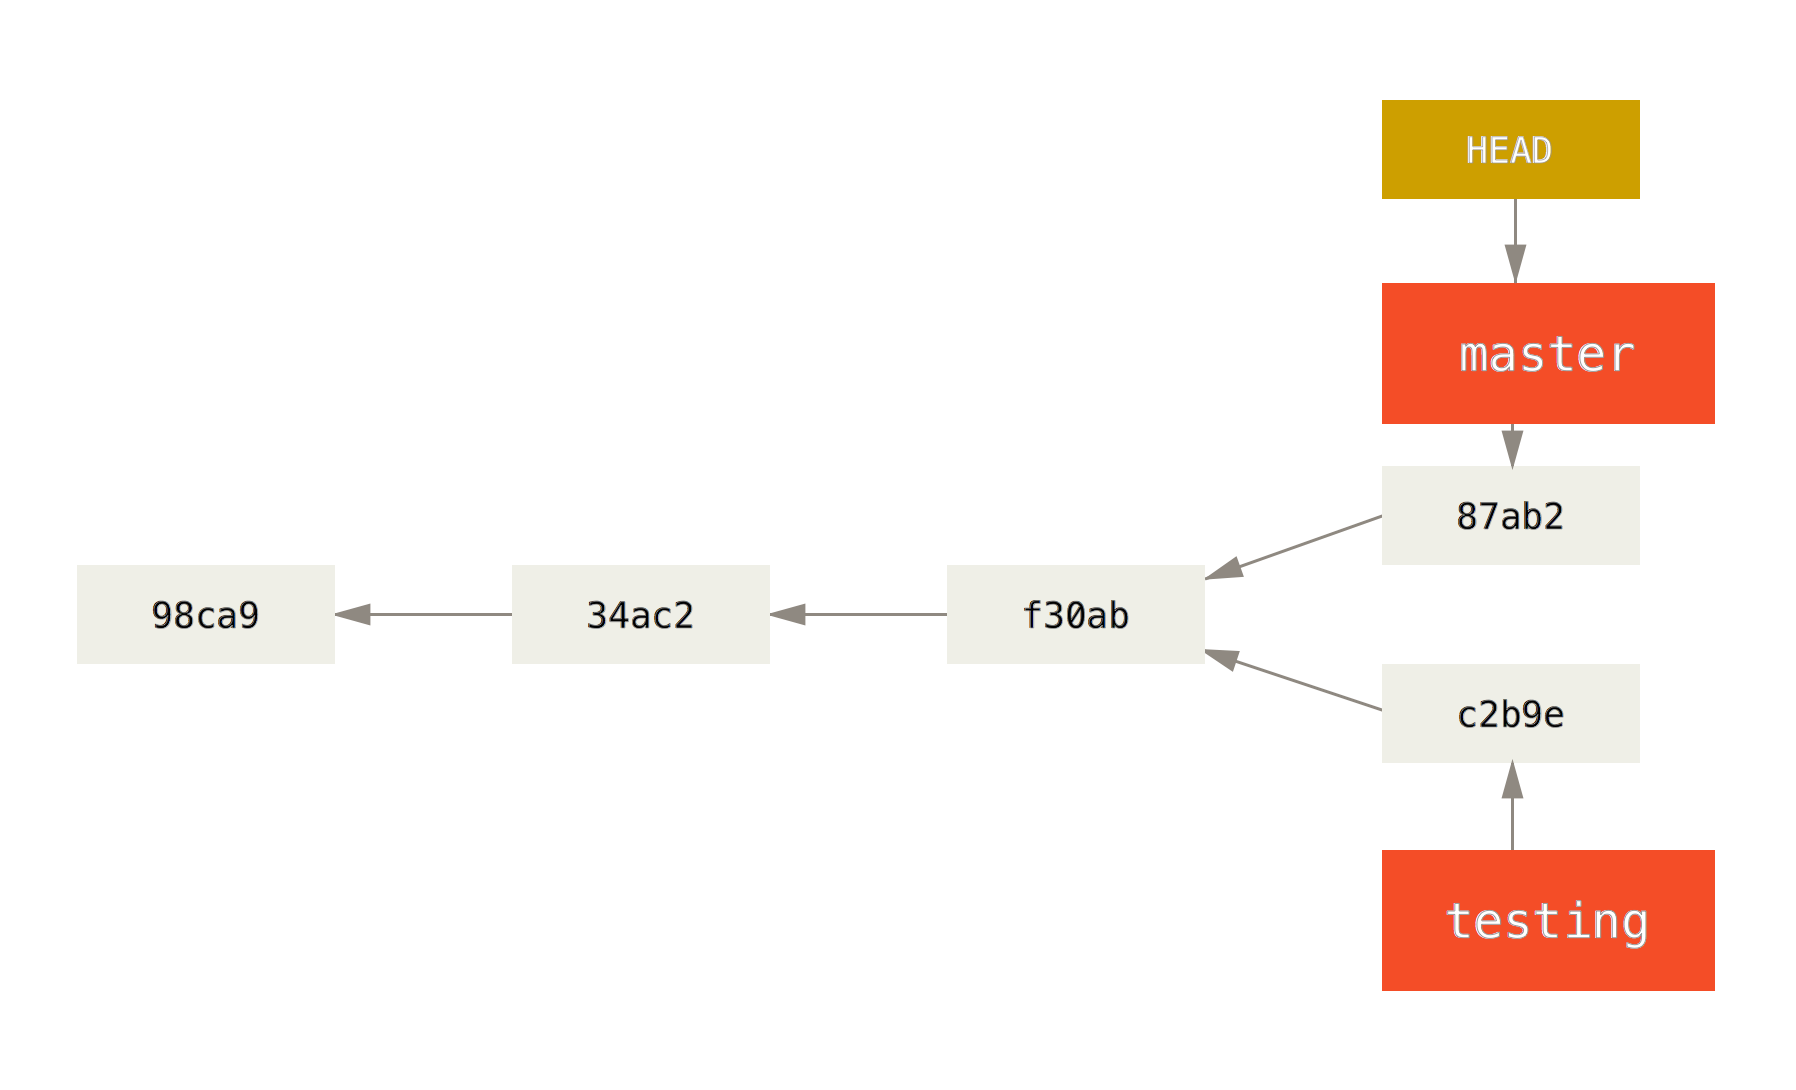 HEAD
master
87ab2
98ca9
34ac2
f30ab
c2b9e
testing